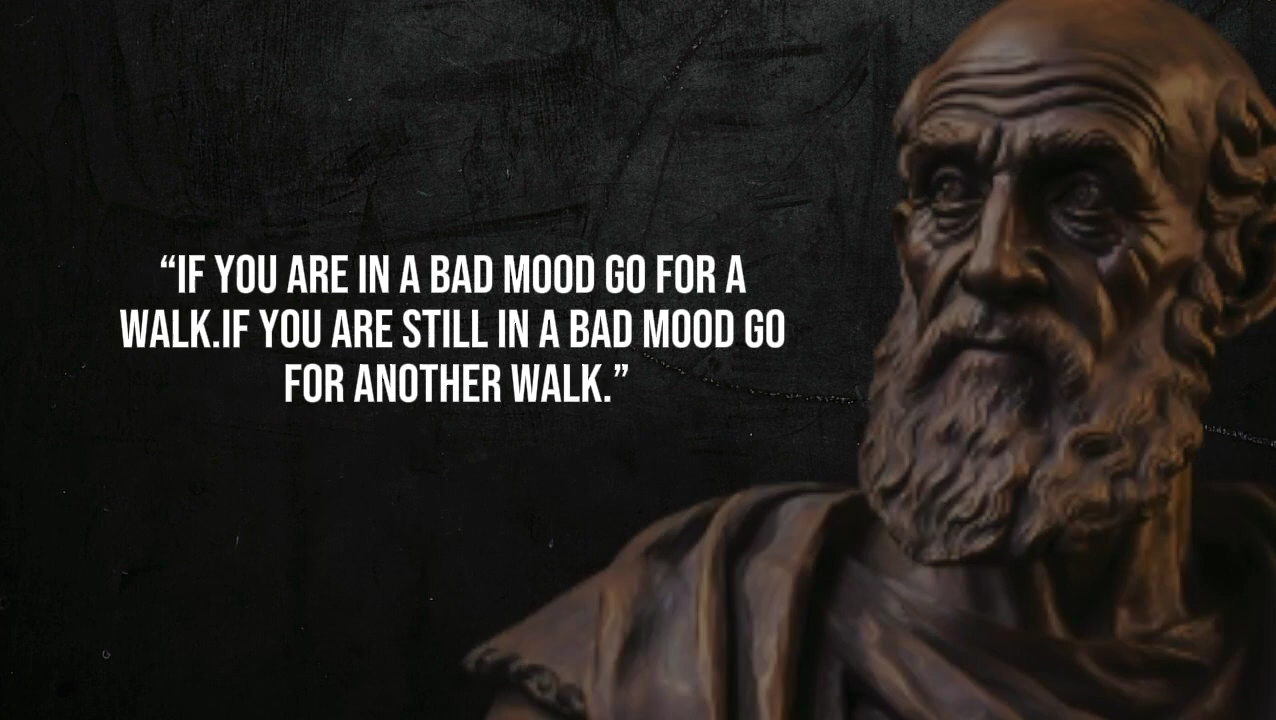 “IF YOU ARE IN A BAD MOOD GO FOR A
WALK.IF YOU ARE STILL IN A BAD MOOD GO
FOR ANOTHER WALK.”